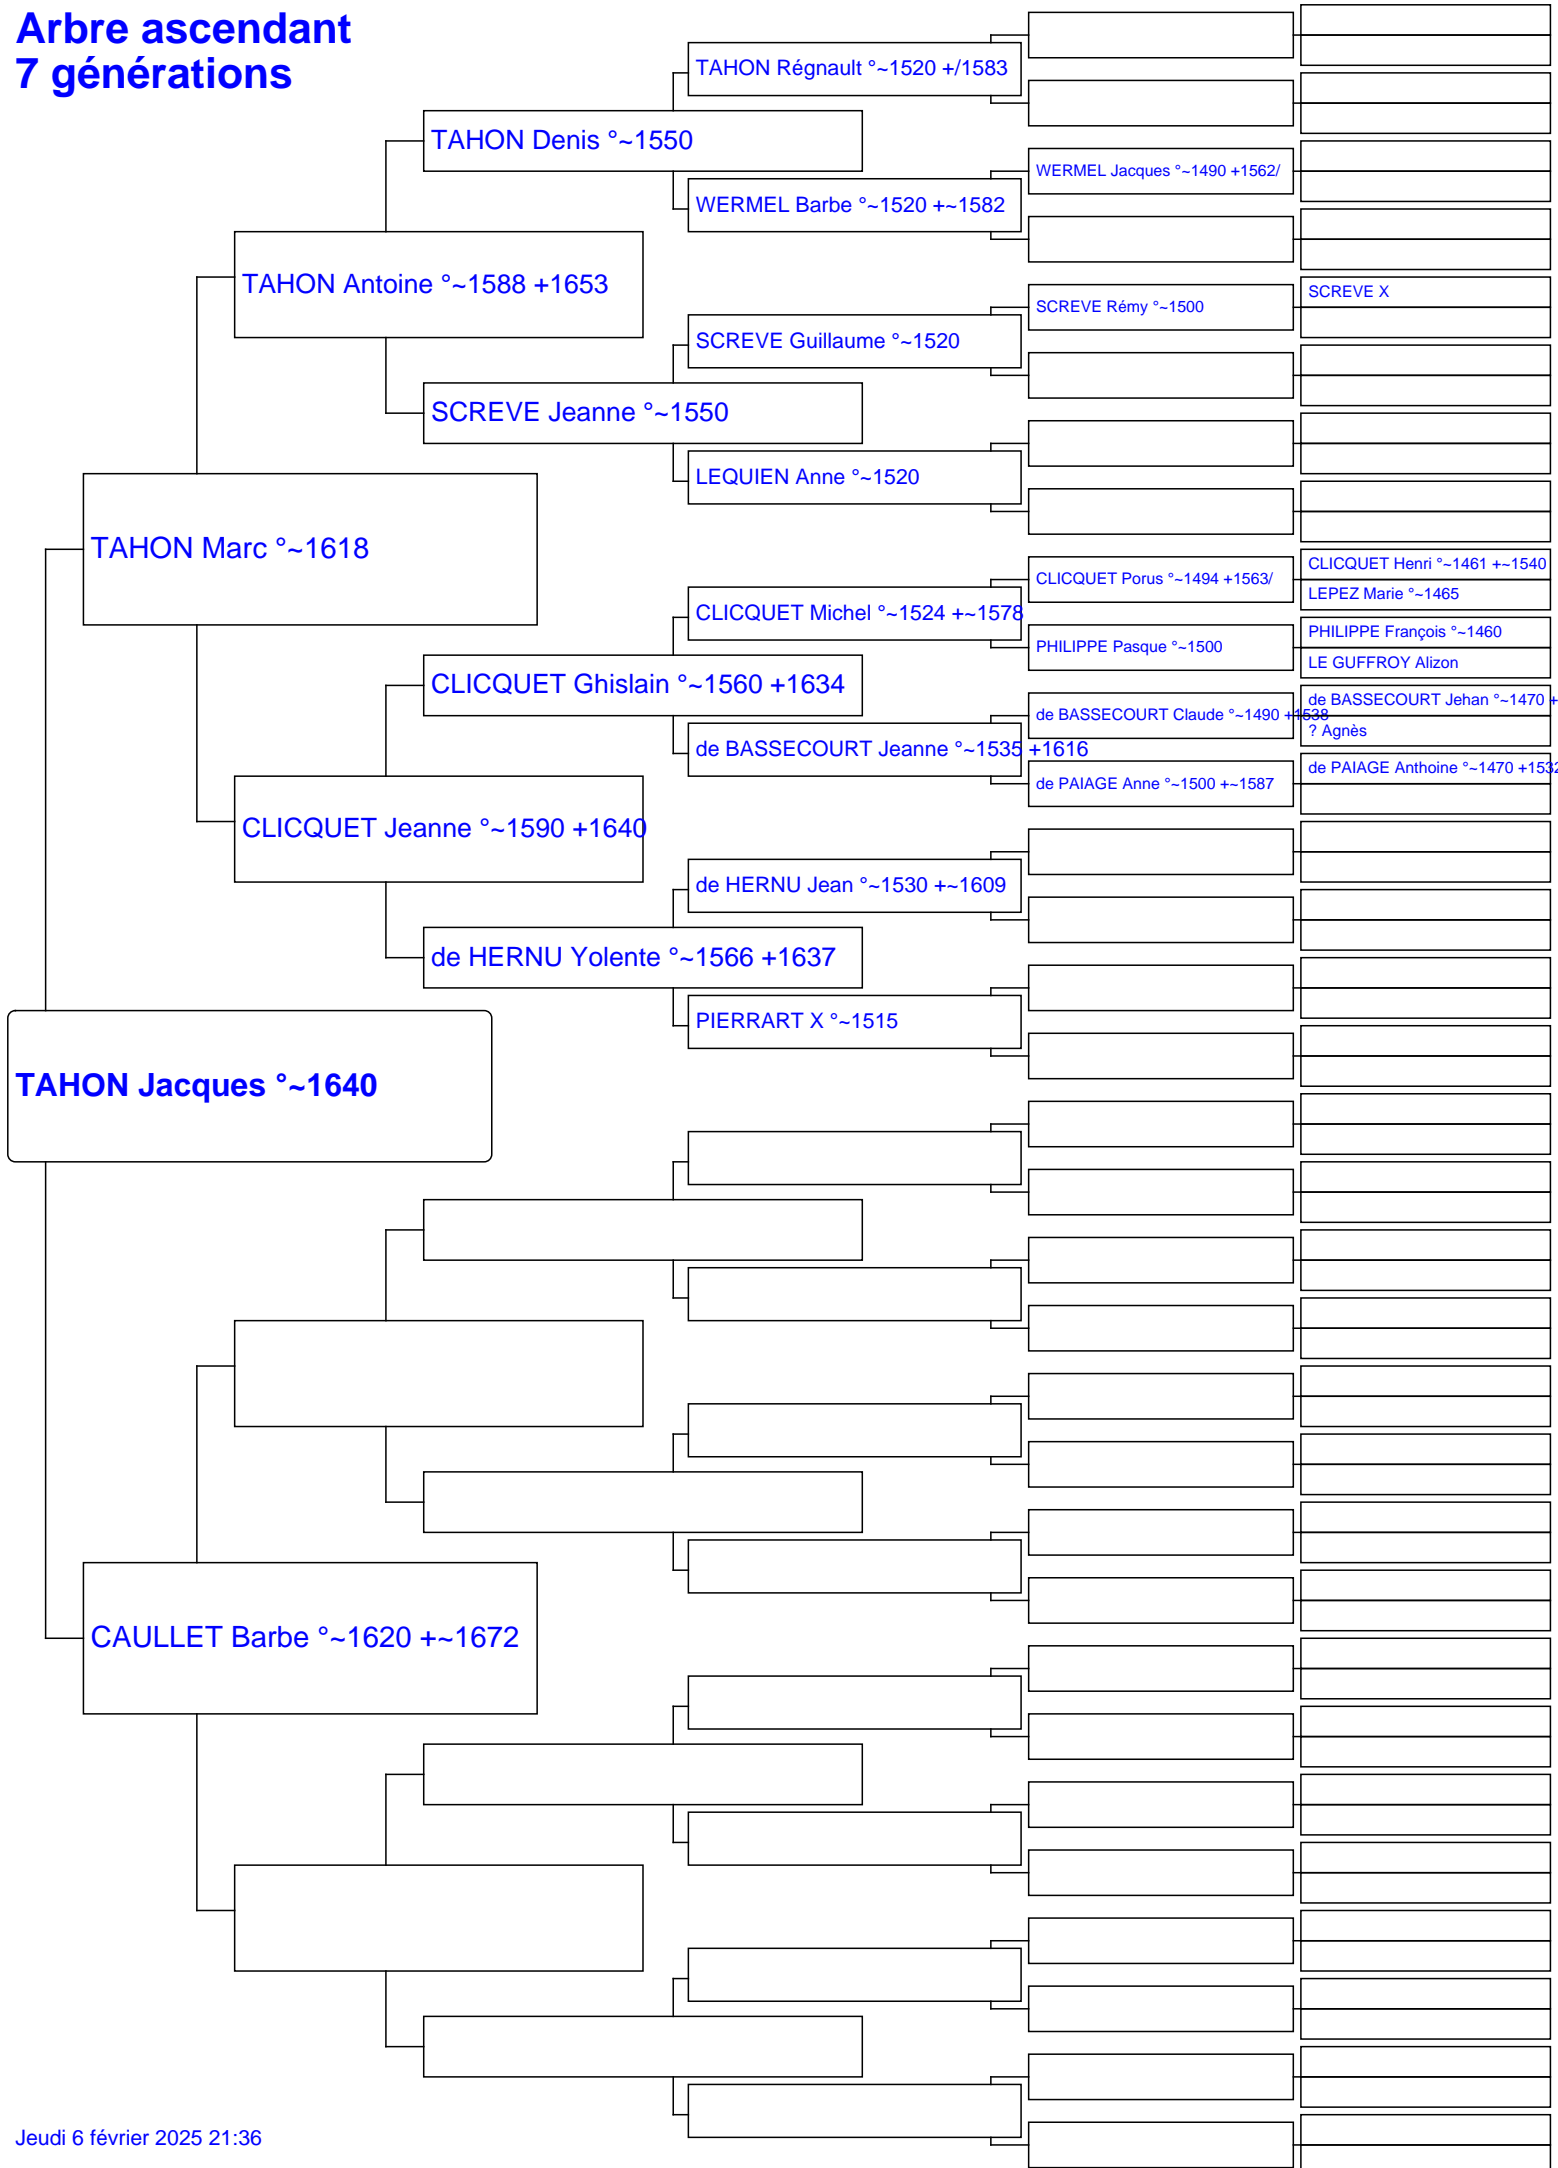 Arbre ascendant
7 générations
TAHON Régnault °~1520 +/1583
TAHON Denis °~1550
WERMEL Jacques °~1490 +1562/
WERMEL Barbe °~1520 +~1582
TAHON Antoine °~1588 +1653
SCREVE X
SCREVE Rémy °~1500
SCREVE Guillaume °~1520
SCREVE Jeanne °~1550
LEQUIEN Anne °~1520
TAHON Marc °~1618
CLICQUET Henri °~1461 +~1540
CLICQUET Porus °~1494 +1563/
LEPEZ Marie °~1465
CLICQUET Michel °~1524 +~1578
PHILIPPE François °~1460
PHILIPPE Pasque °~1500
LE GUFFROY Alizon
CLICQUET Ghislain °~1560 +1634
de BASSECOURT Jehan °~1470 +
de BASSECOURT Claude °~1490 +1538
? Agnès
de BASSECOURT Jeanne °~1535 +1616
de PAIAGE Anthoine °~1470 +1532
de PAIAGE Anne °~1500 +~1587
CLICQUET Jeanne °~1590 +1640
de HERNU Jean °~1530 +~1609
de HERNU Yolente °~1566 +1637
PIERRART X °~1515
TAHON Jacques °~1640
CAULLET Barbe °~1620 +~1672
Jeudi 6 février 2025 21:36